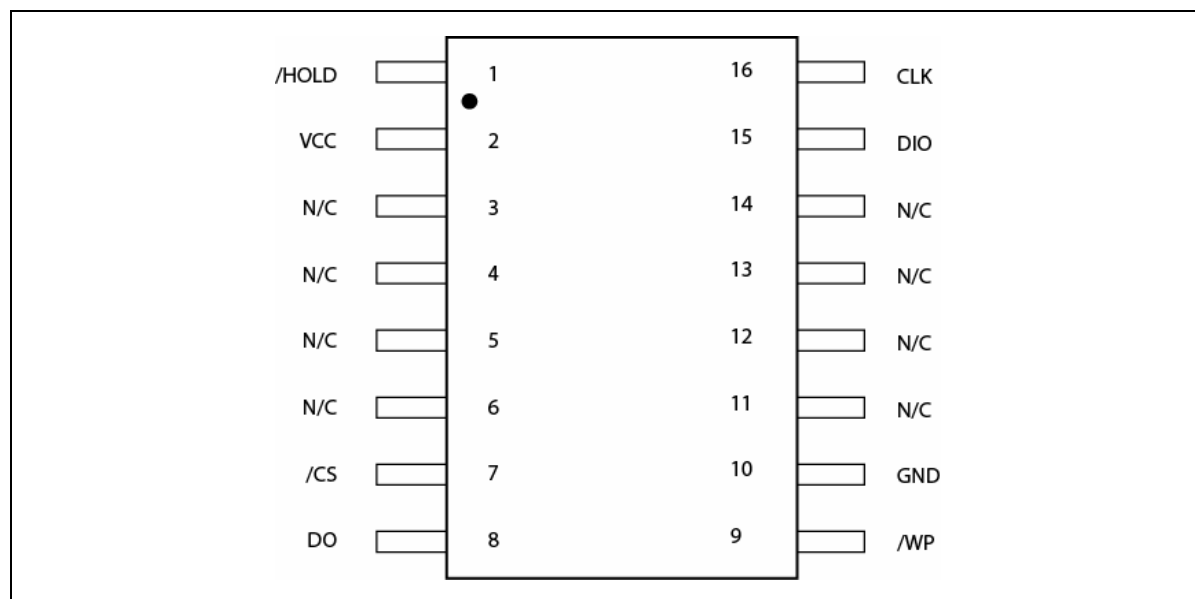 /HOLD 1 16 CLK
VCC 2 15 DIO
N/C 3 14 N/C
N/C 4 13 N/C
N/C 5 12 N/C
N/C 6 11 N/C
/CS 7 10 GND
DO 8 9 /WP